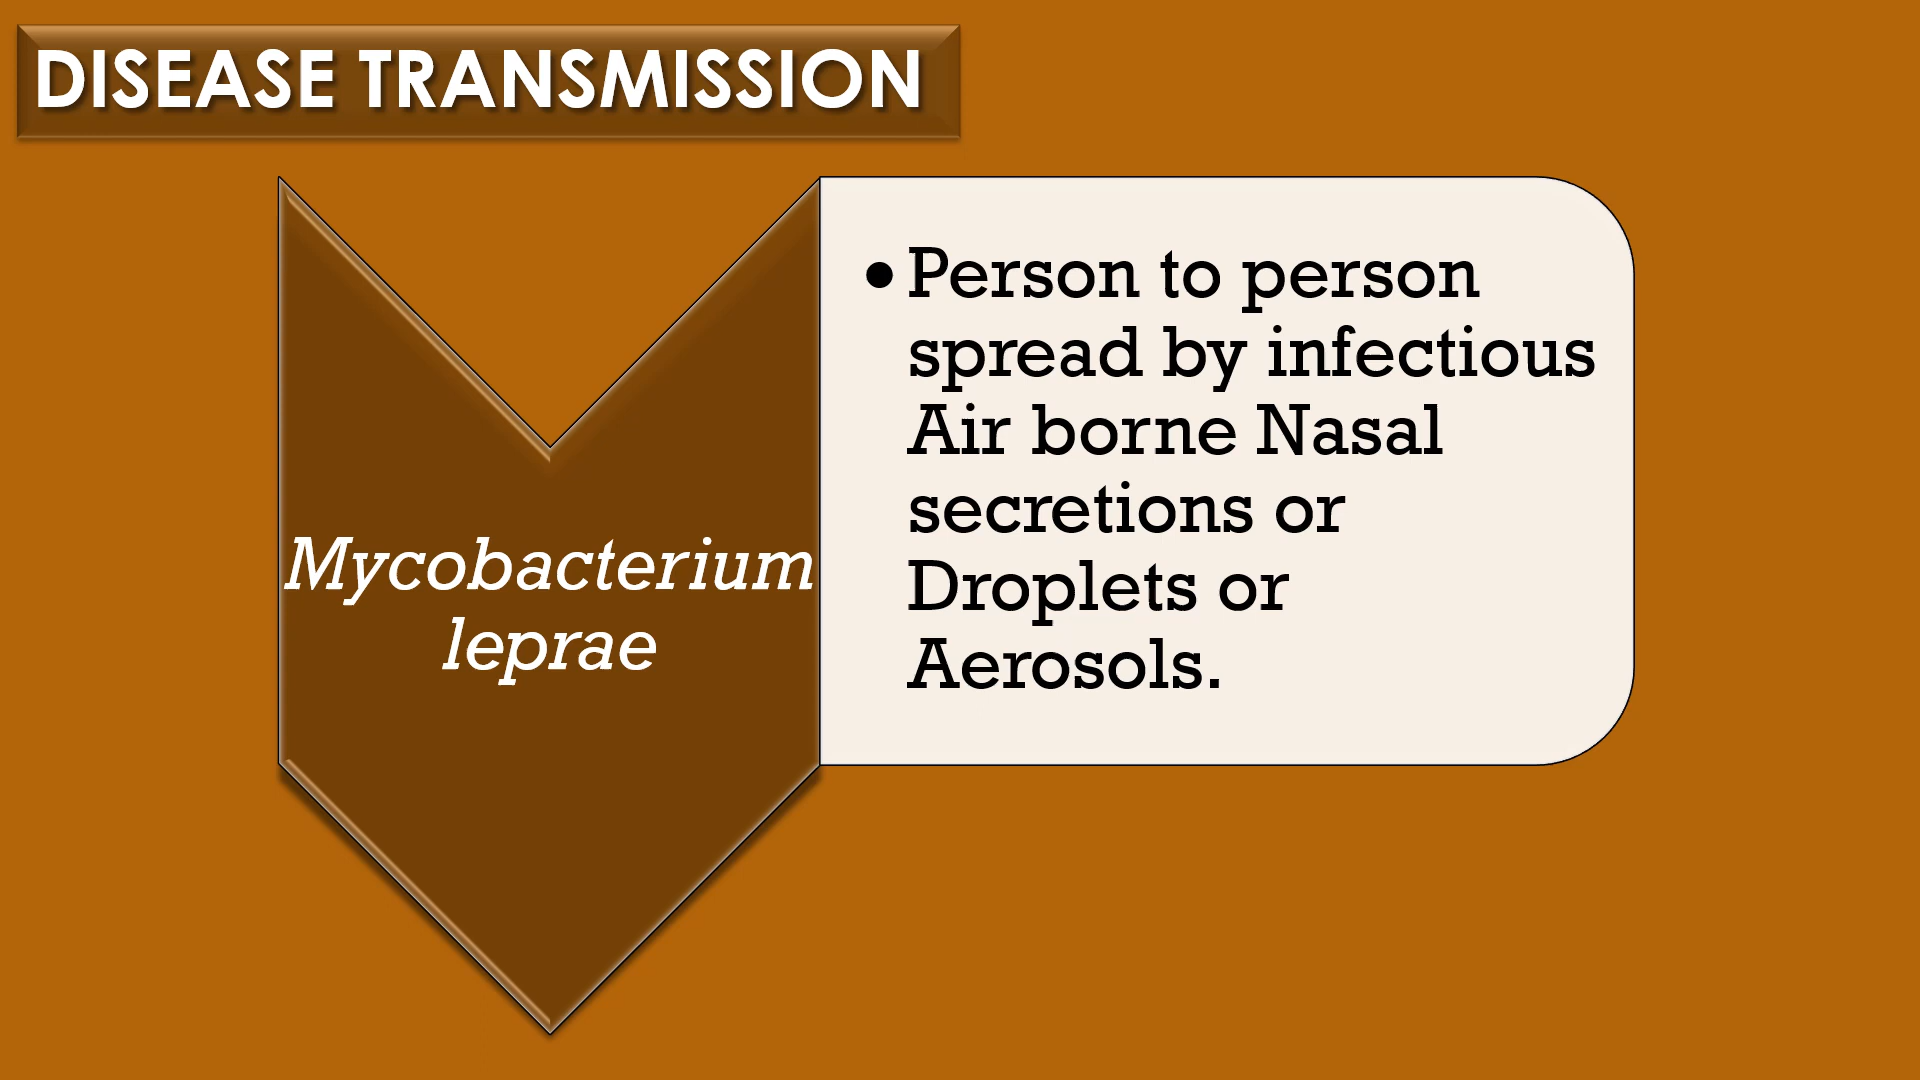 DISEASE TRANSMISSION
Mycobacterium
leprae
• Person to person
spread by infectious
Air borne Nasal
secretions or
Droplets or
Aerosols.